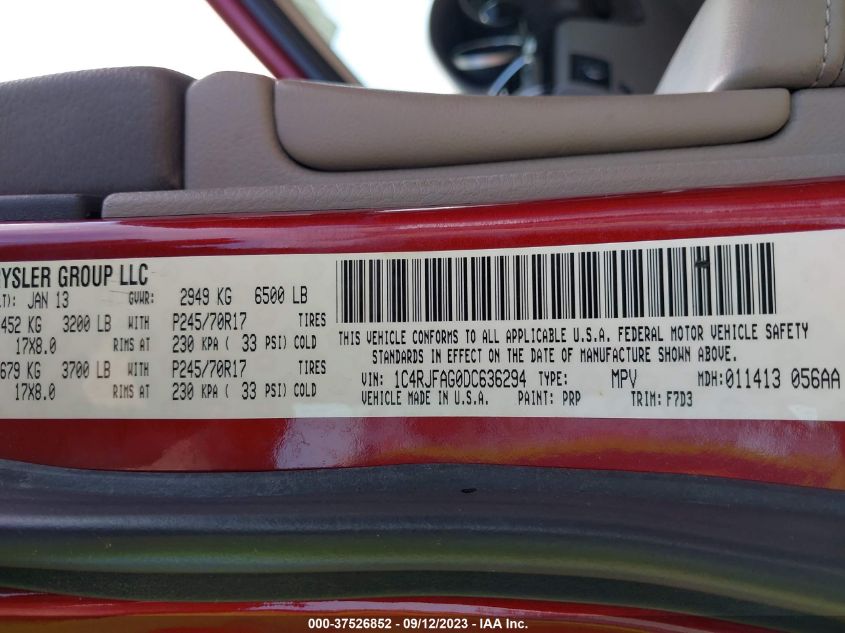 RYSLER GROUP LLC
T): JAN 13 GVWR: 2949 KG 6500 LB
452 KG 3200 LB WITH P245/70R17 TIRES
17X8.0 RIMS AT 230 KPA ( 33 PSI) COLD
679 KG 3700 LB WITH P245/70R17 TIRES
17X8.0 RIMS AT 230 KPA ( 33 PSI) COLD
THIS VEHICLE CONFORMS TO ALL APPLICABLE U.S.A. FEDERAL MOTOR VEHICLE SAFETY
STANDARDS IN EFFECT ON THE DATE OF MANUFACTURE SHOWN ABOVE.
VIN: 1C4RJFAG0DC636294 TYPE: MPV MDH: 011413 056AA
VEHICLE MADE IN U.S.A. PAINT: PRP TRIM: F7D3
000-37526852 - 09/12/2023 - © IAA, Inc.